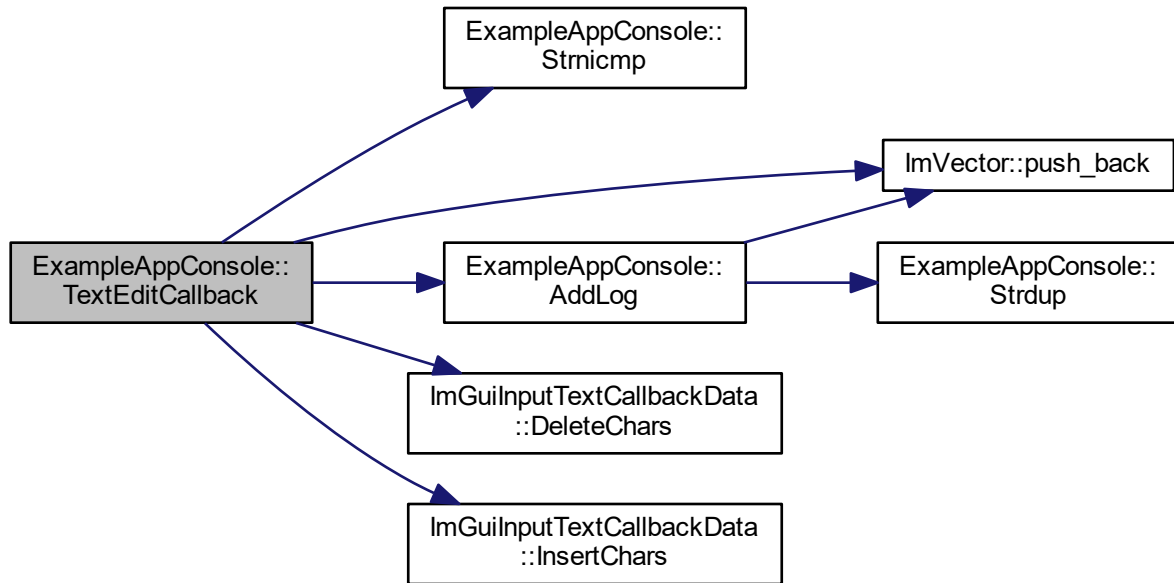 ExampleAppConsole::
Strnicmp
ImVector::push_back
ExampleAppConsole::
TextEditCallback
ExampleAppConsole::
AddLog
ExampleAppConsole::
Strdup
ImGuiInputTextCallbackData
::DeleteChars
ImGuiInputTextCallbackData
::InsertChars